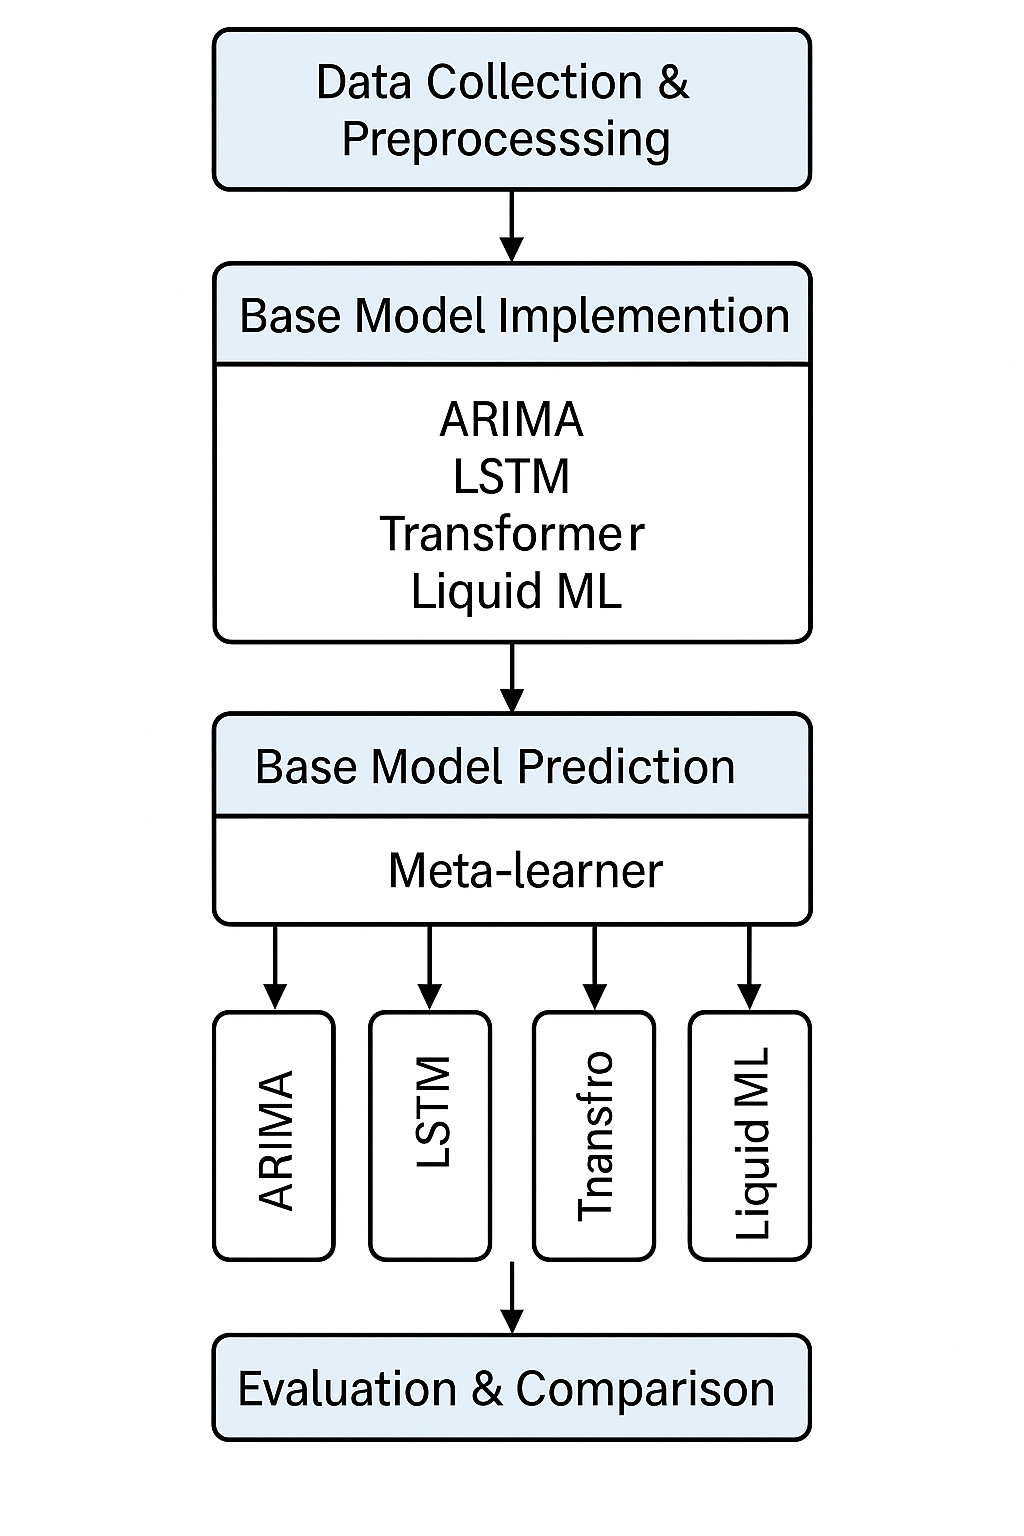 Data Collection &
Preprocesssing
Base Model Implemention
ARIMA
LSTM
Transformer
Liquid ML
Base Model Prediction
Meta-learner
ARIMA
LSTM
Tnansfro
Liquid ML
Evaluation & Comparison